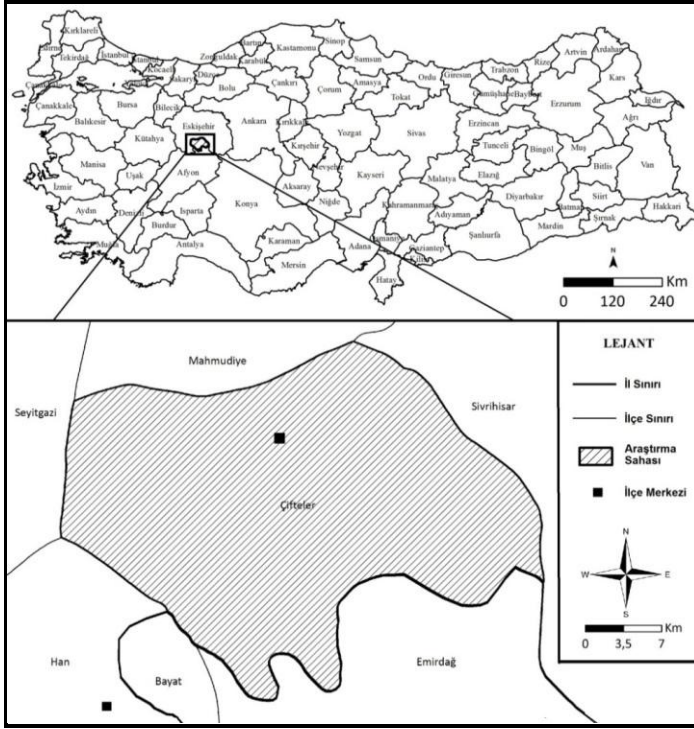 Kırklareli
Edirne
Tekirdağ
İstanbul
İstanbul
Kocaeli
Sakarya
Düzce
Zonguldak
Bartın
Karabük
Kastamonu
Sinop
Samsun
Ordu
Giresun
Trabzon
Rize
Artvin
Ardahan
Kars
Iğdır
Çanakkale
Çanakkale
Balıkesir
Bursa
Bilecik
Bolu
Çankırı
Çorum
Amasya
Tokat
Gümüşhane
Bayburt
Erzurum
Ağrı
Kütahya
Eskişehir
Ankara
Kırıkkale
Kırşehir
Yozgat
Sivas
Erzincan
Tunceli
Bingöl
Muş
Bitlis
Van
Manisa
Uşak
Afyon
Nevşehir
Kayseri
Malatya
Elazığ
Diyarbakır
Batman
Siirt
Şırnak
Hakkari
İzmir
Aydın
Denizli
Isparta
Burdur
Konya
Aksaray
Niğde
Kahramanmaraş
Adıyaman
Şanlıurfa
Mardin
Muğla
Antalya
Karaman
Mersin
Adana
Osmaniye
Gaziantep
Kilis
Hatay
N
Km
0 120 240
Mahmudiye
Seyitgazi
Sivrihisar
Çifteler
Han
Bayat
Emirdağ
LEJANT
İl Sınırı
İlçe Sınırı
Araştırma
Sahası
İlçe Merkezi
N
W E
S
Km
0 3,5 7